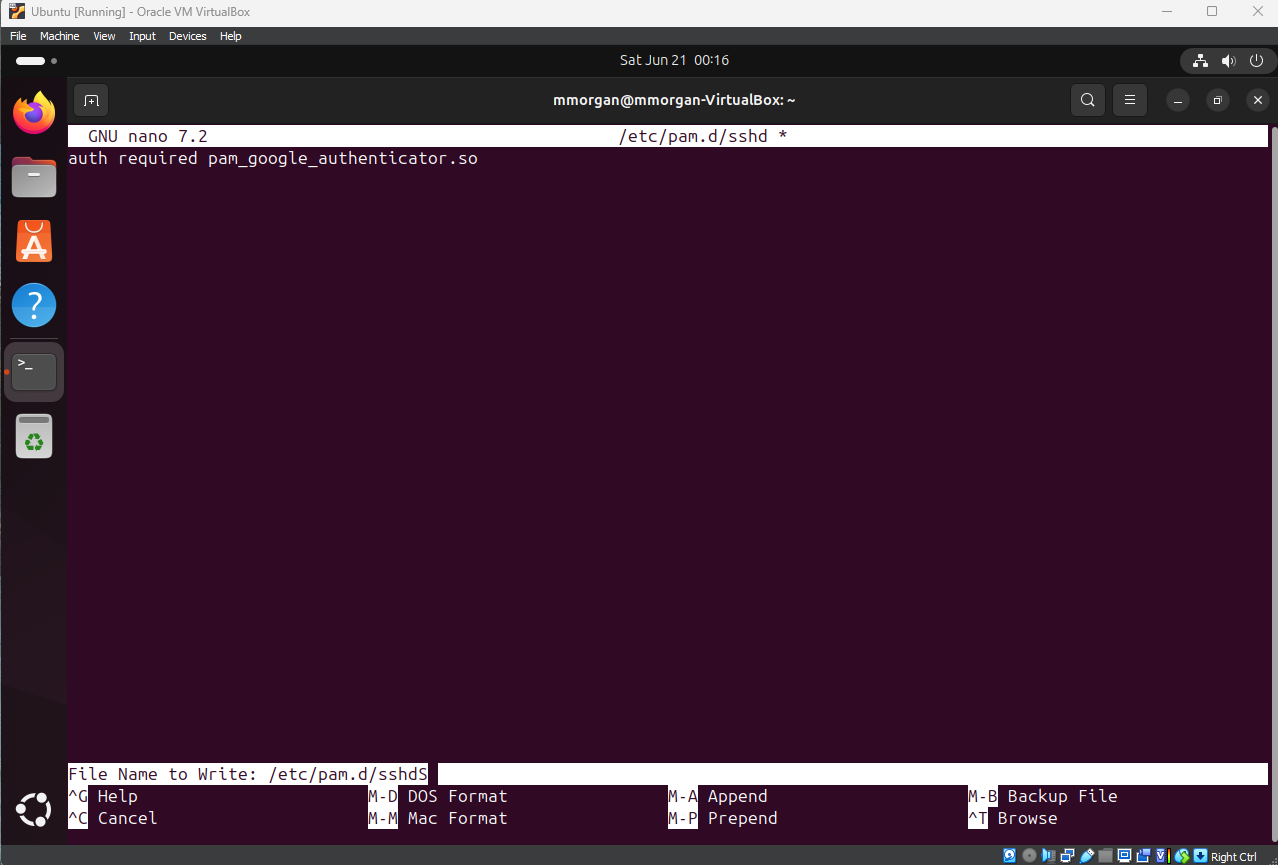 Ubuntu [Running] - Oracle VM VirtualBox
File Machine View Input Devices Help
Sat Jun 21 00:16
mmorgan@mmorgan-VirtualBox: ~
GNU nano 7.2 /etc/pam.d/sshd *
auth required pam_google_authenticator.so
File Name to Write: /etc/pam.d/sshdS
^G Help M-D DOS Format M-A Append M-B Backup File
^C Cancel M-M Mac Format M-P Prepend ^T Browse
Right Ctrl